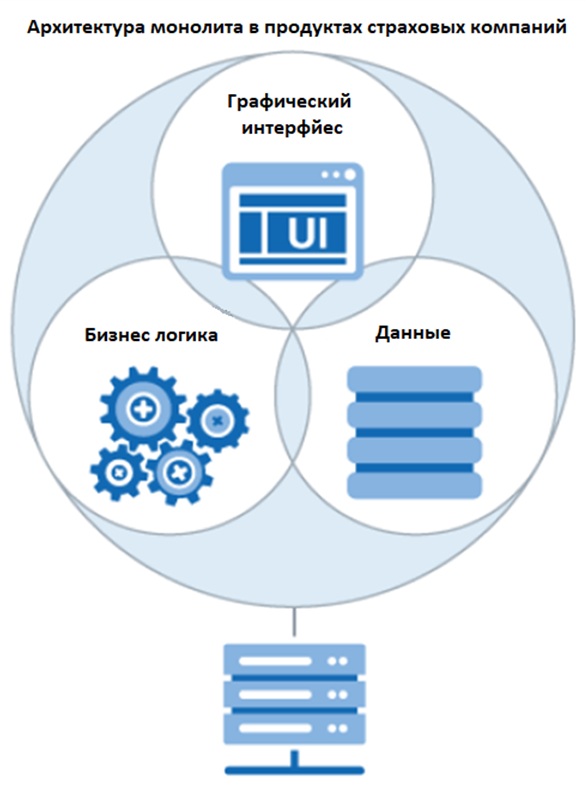 Архитектура монолита в продуктах страховых компаний
Графический
интерфйес
UI
Бизнес логика
Данные